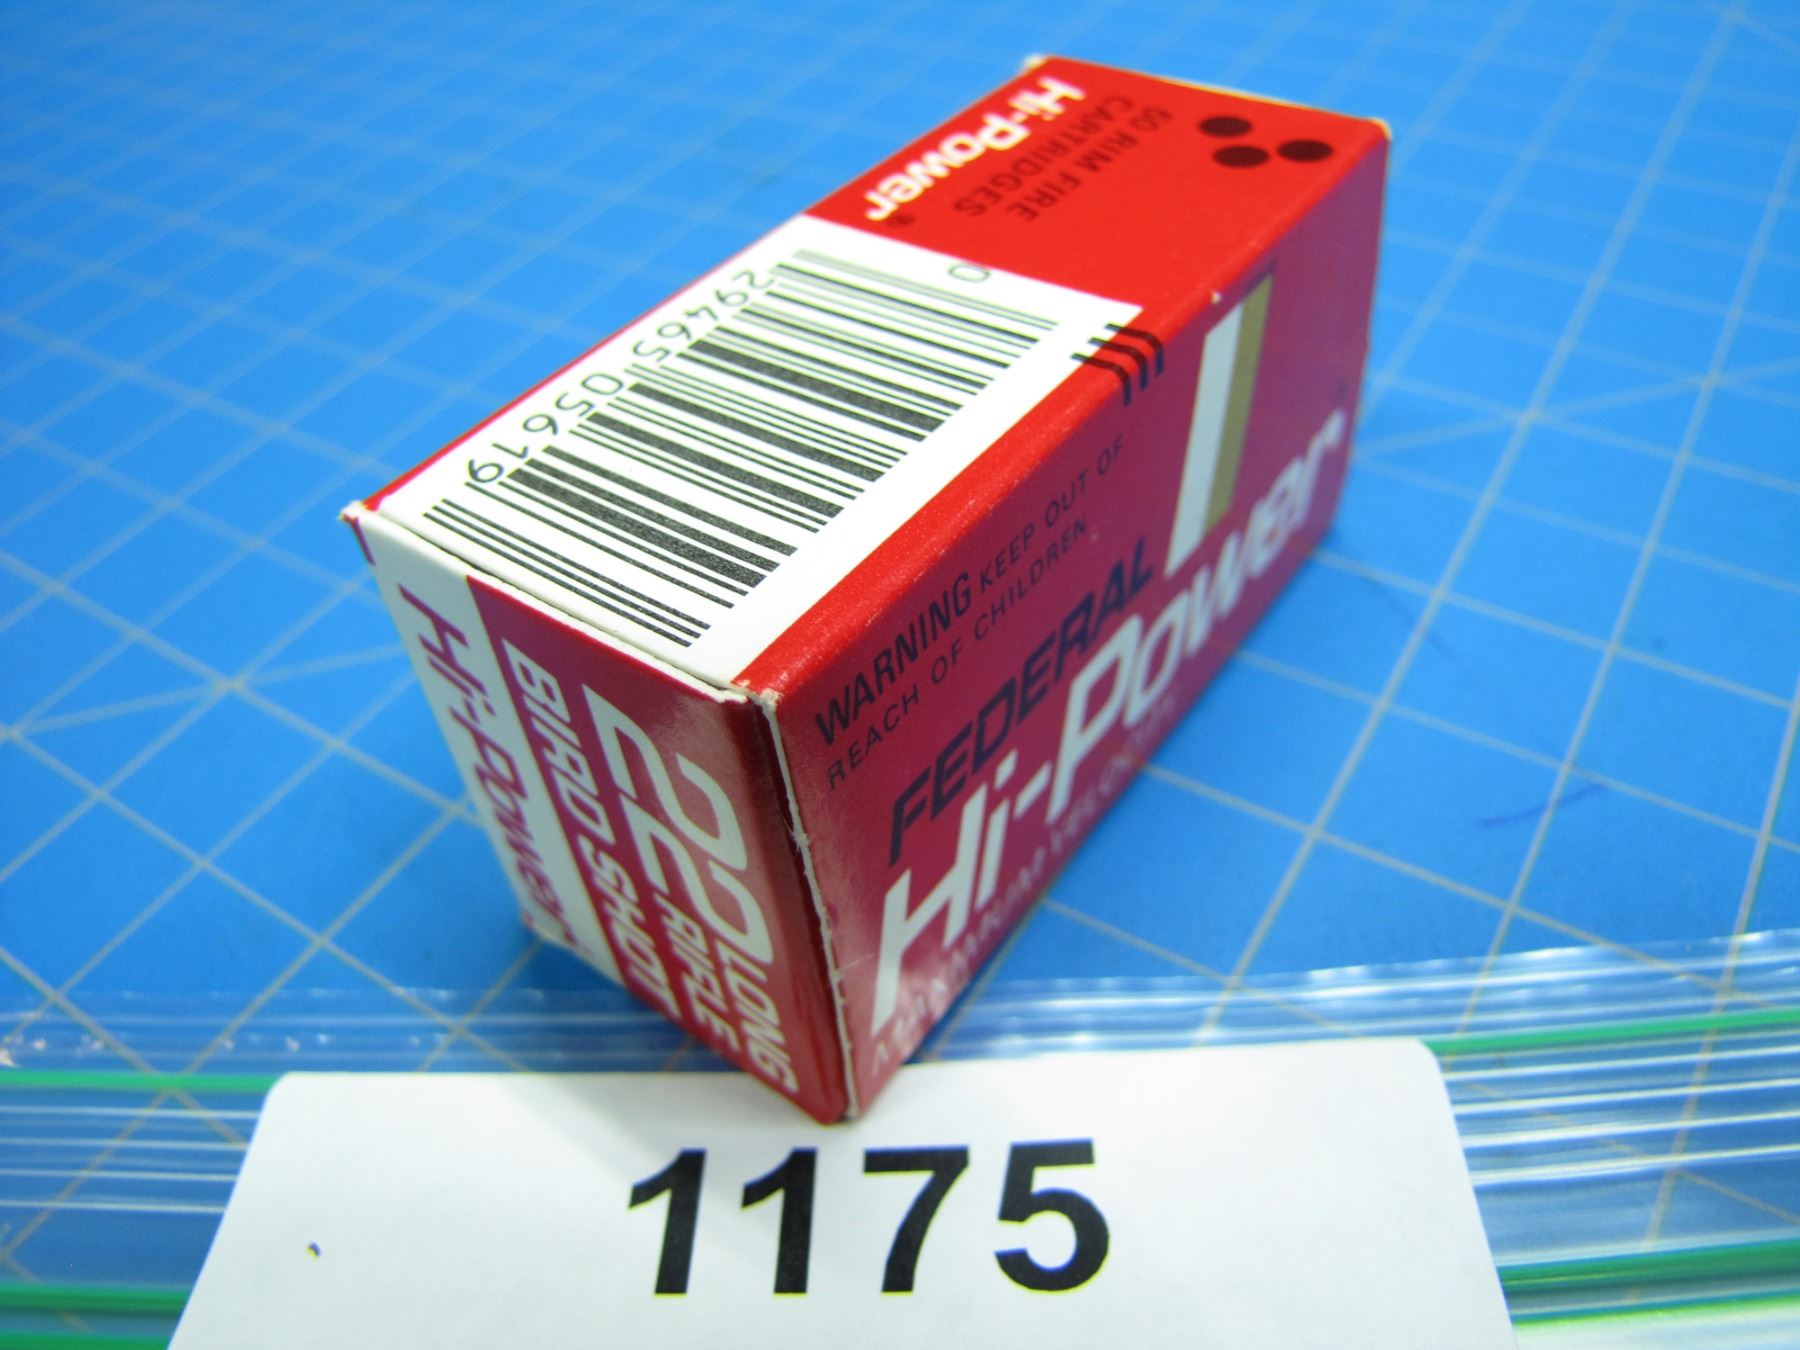 Hi-Power®
50 RIM FIRE
CARTRIDGES
0
29465 05619
WARNING KEEP OUT OF
REACH OF CHILDREN
FEDERAL
Hi-Power
22 LONG
RIFLE
BIRD SHOT
Hi-Power
1175